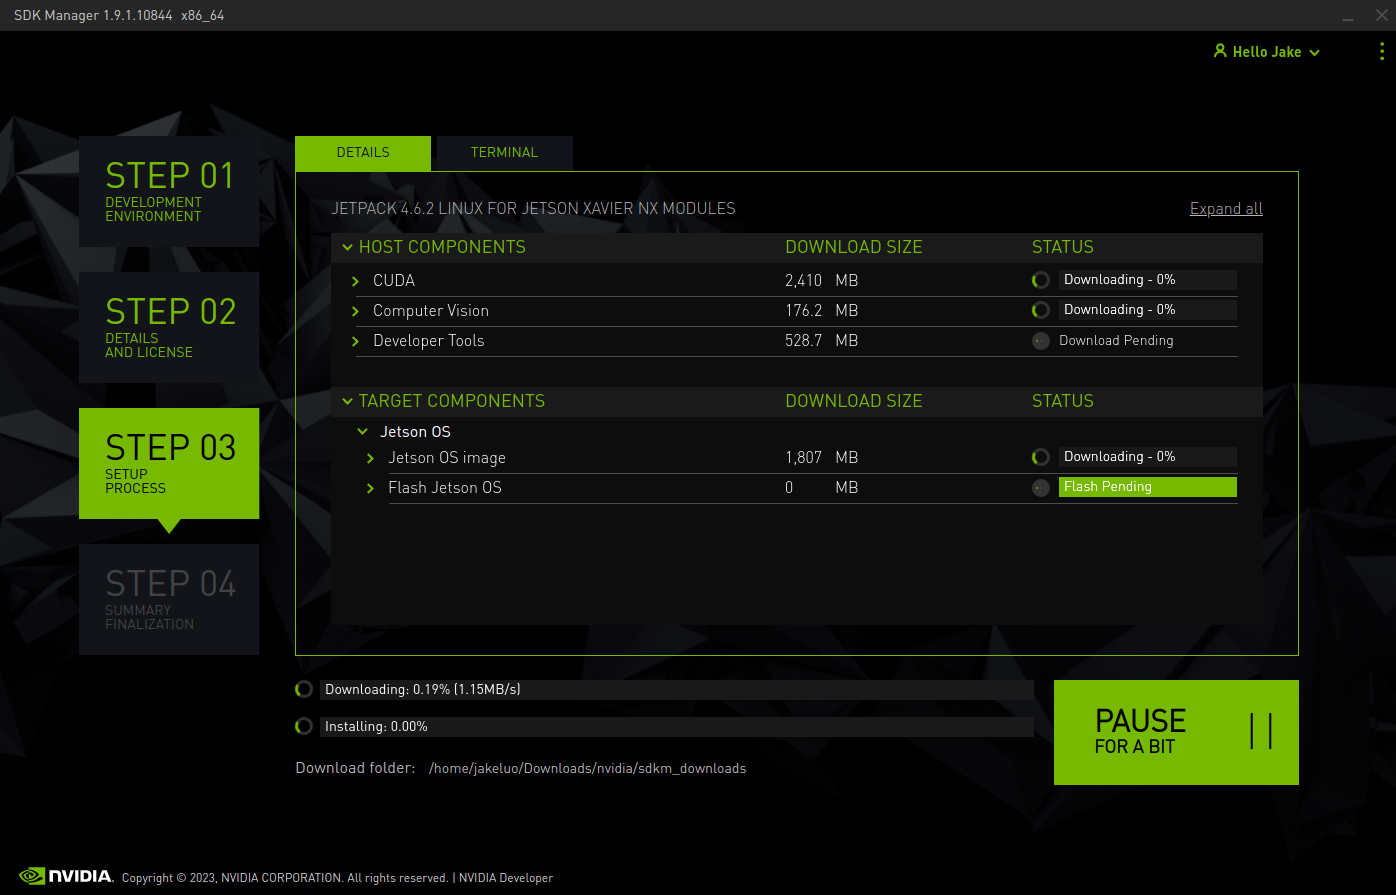 SDK Manager 1.9.1.10844 x86_64
Hello Jake
STEP 01
DEVELOPMENT
ENVIRONMENT
STEP 02
DETAILS
AND LICENSE
STEP 03
SETUP
PROCESS
STEP 04
SUMMARY
FINALIZATION
DETAILS TERMINAL
JETPACK 4.6.2 LINUX FOR JETSON XAVIER NX MODULES Expand all
HOST COMPONENTS DOWNLOAD SIZE STATUS
CUDA 2,410 MB Downloading - 0%
Computer Vision 176.2 MB Downloading - 0%
Developer Tools 528.7 MB Download Pending
TARGET COMPONENTS DOWNLOAD SIZE STATUS
Jetson OS
Jetson OS image 1,807 MB Downloading - 0%
Flash Jetson OS 0 MB Flash Pending
Downloading: 0.19% (1.15MB/s)
Installing: 0.00%
Download folder: /home/jakeluo/Downloads/nvidia/sdkm_downloads
PAUSE
FOR A BIT
NVIDIA. Copyright © 2023, NVIDIA CORPORATION. All rights reserved. | NVIDIA Developer